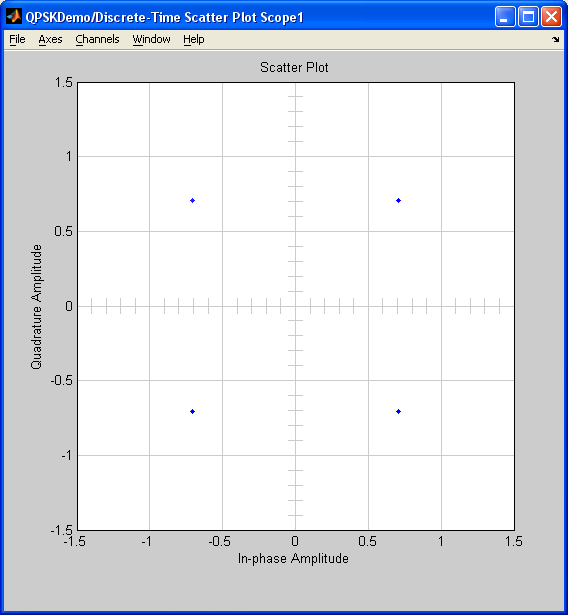 QPSKDemo/Discrete-Time Scatter Plot Scope1
File Axes Channels Window Help
Scatter Plot
1.5
1
0.5
0
-0.5
-1
-1.5
Quadrature Amplitude
-1.5 -1 -0.5 0 0.5 1 1.5
In-phase Amplitude